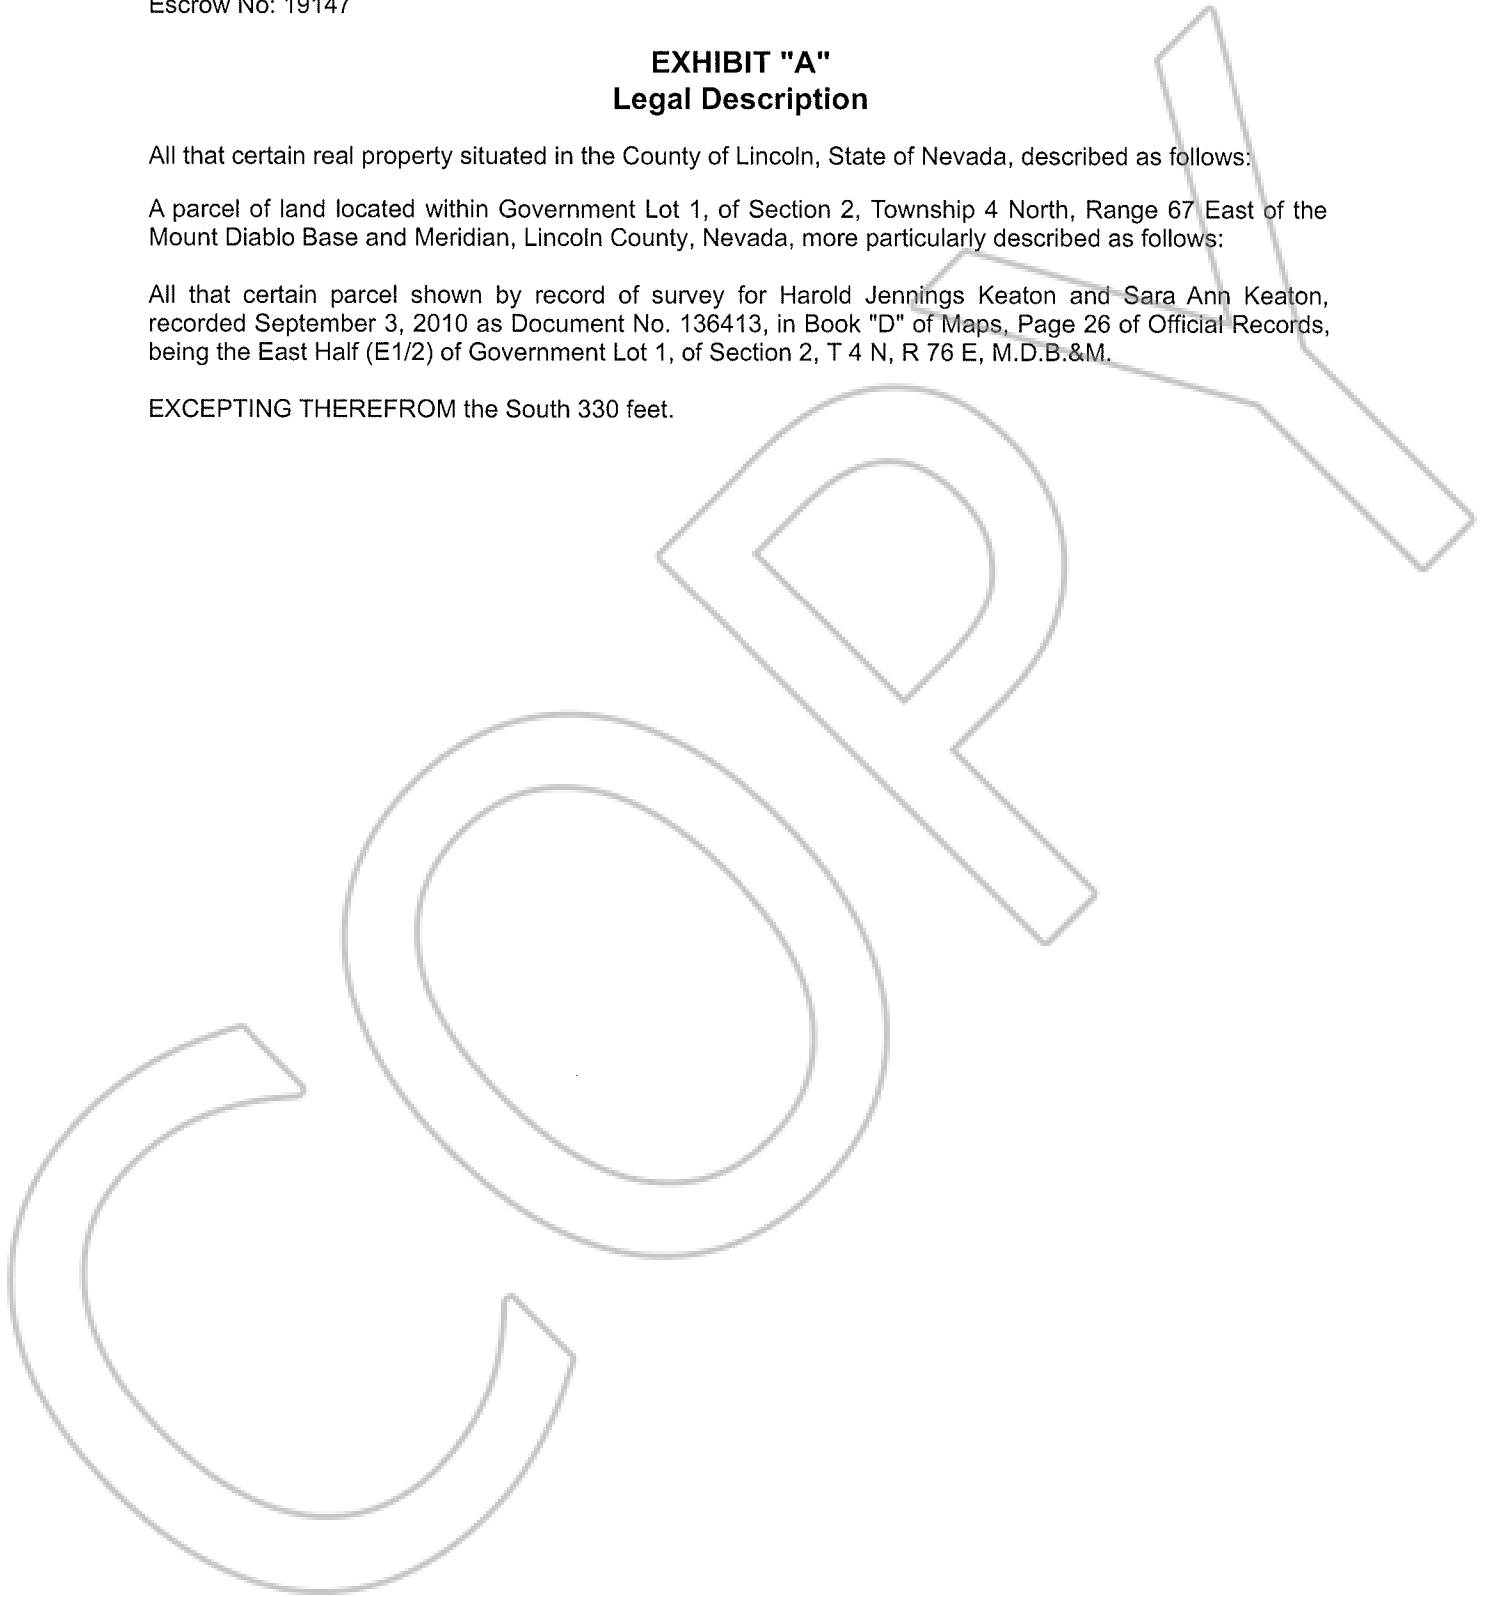 Escrow No: 19147
EXHIBIT "A"
Legal Description
All that certain real property situated in the County of Lincoln, State of Nevada, described as follows:
A parcel of land located within Government Lot 1, of Section 2, Township 4 North, Range 67 East of the
Mount Diablo Base and Meridian, Lincoln County, Nevada, more particularly described as follows:
All that certain parcel shown by record of survey for Harold Jennings Keaton and Sara Ann Keaton,
recorded September 3, 2010 as Document No. 136413, in Book "D" of Maps, Page 26 of Official Records,
being the East Half (E1/2) of Government Lot 1, of Section 2, T 4 N, R 76 E, M.D.B.&M.
EXCEPTING THEREFROM the South 330 feet.
COPY